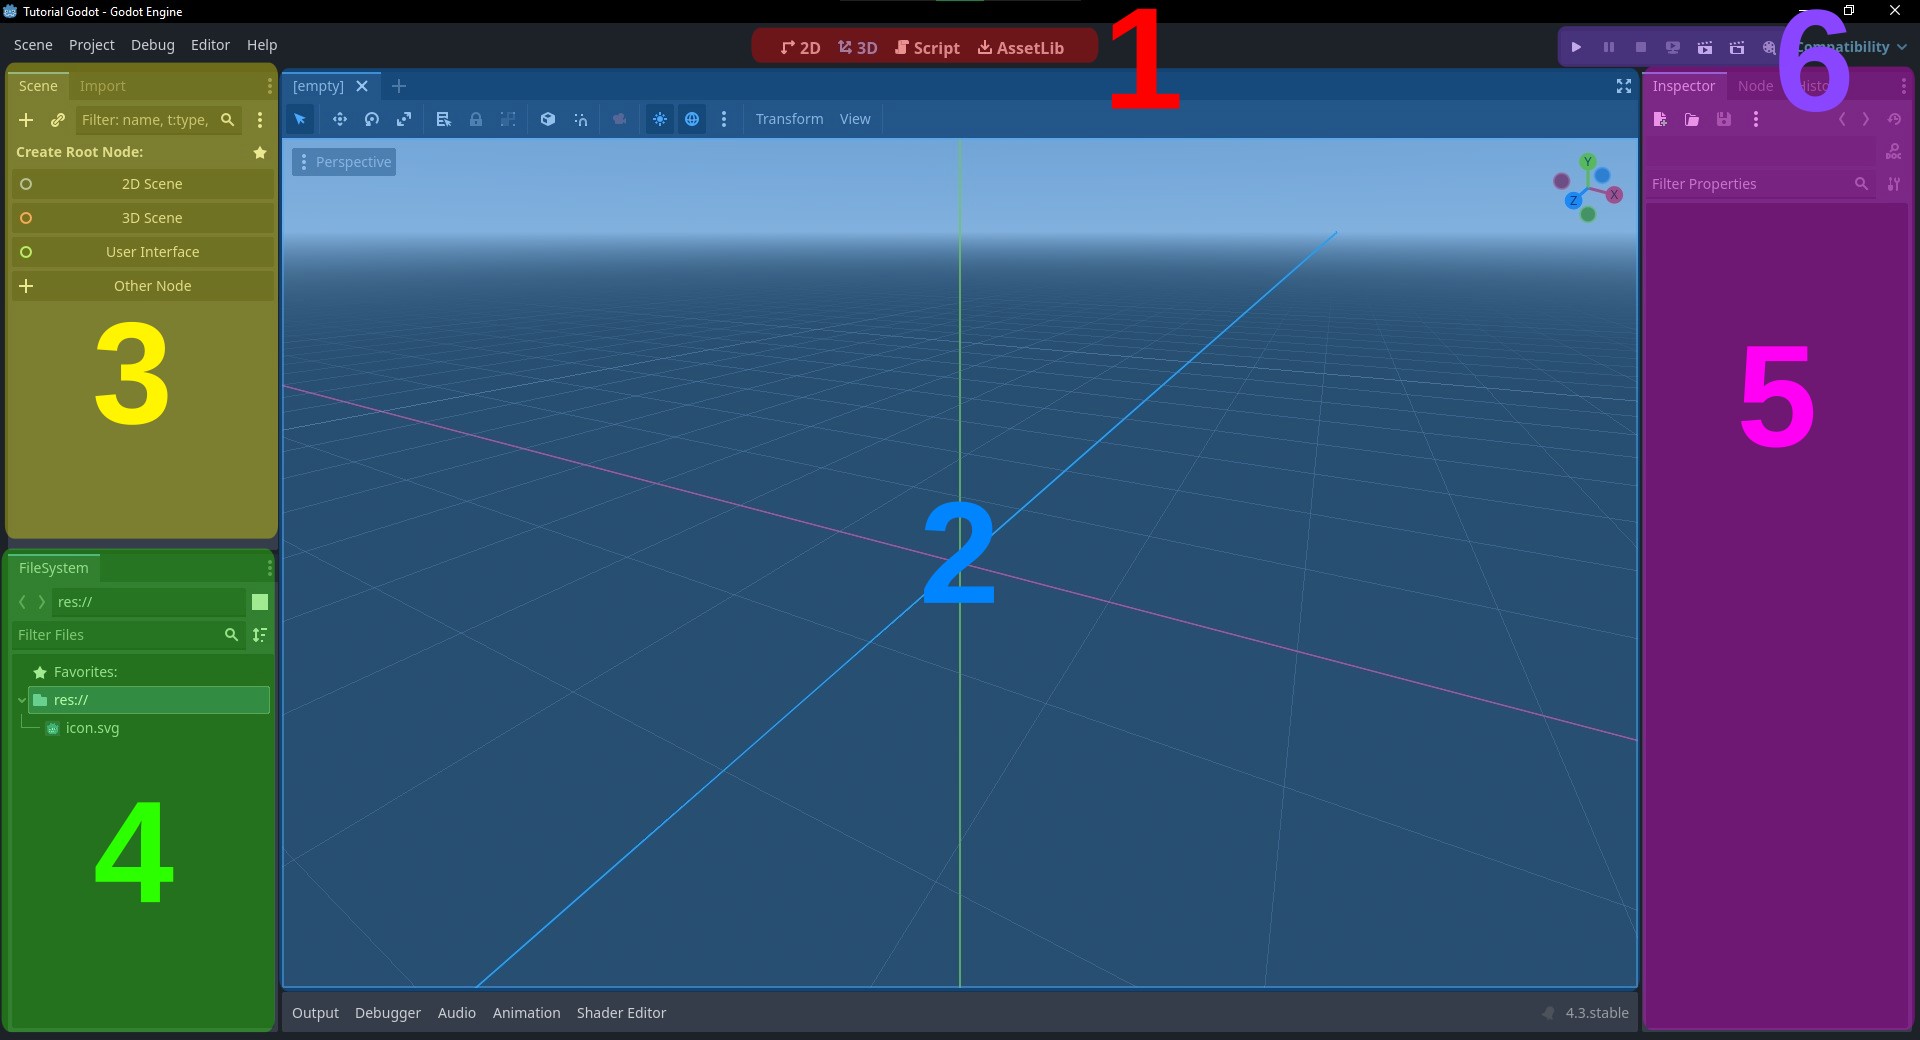 Tutorial Godot - Godot Engine
Scene Project Debug Editor Help
2D 3D Script AssetLib
1
6
Compatibility
Scene Import
Filter: name, t:type,
Create Root Node:
2D Scene
3D Scene
User Interface
Other Node
3
FileSystem
res://
Filter Files
Favorites:
res://
icon.svg
4
[empty]
Transform View
Perspective
Y
X
Z
2
Output Debugger Audio Animation Shader Editor
4.3.stable
Inspector Node Histo
DOC
Filter Properties
5